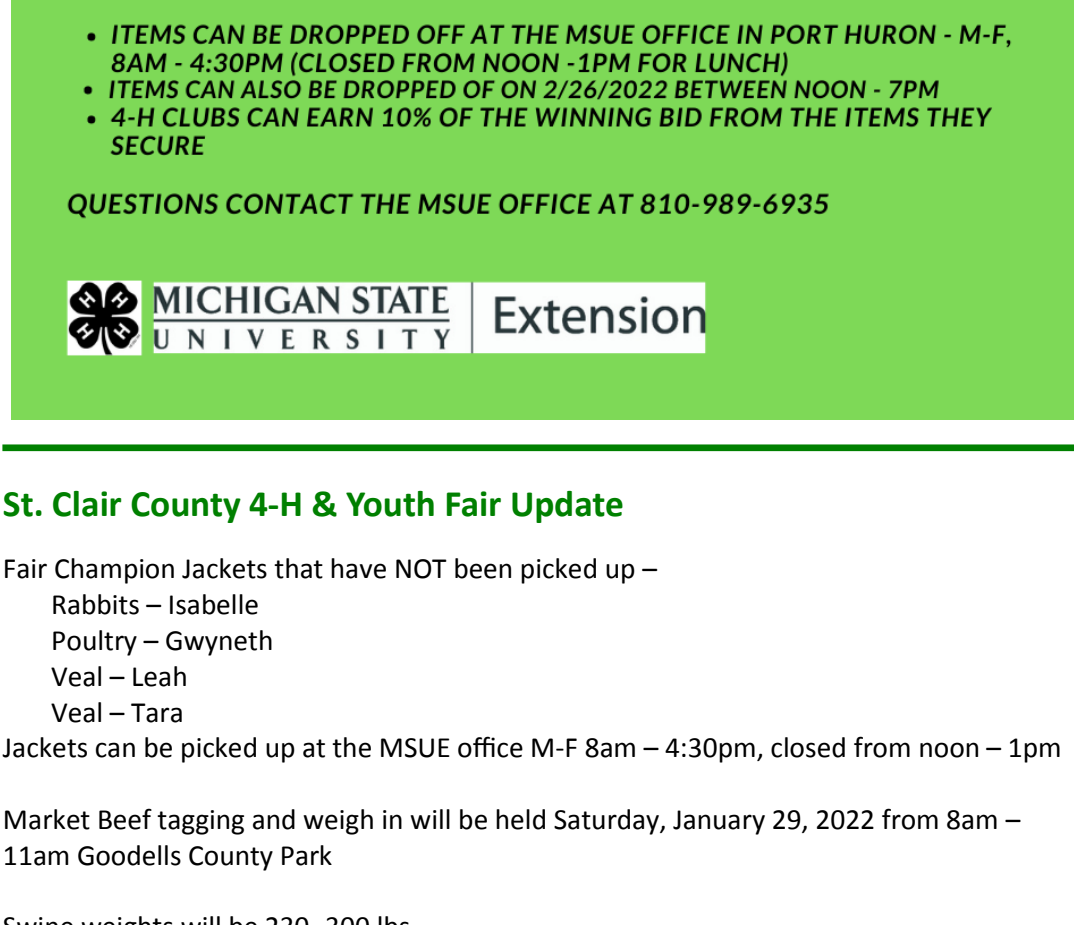 • ITEMS CAN BE DROPPED OFF AT THE MSUE OFFICE IN PORT HURON - M-F,
8AM - 4:30PM (CLOSED FROM NOON -1PM FOR LUNCH)
• ITEMS CAN ALSO BE DROPPED OF ON 2/26/2022 BETWEEN NOON - 7PM
• 4-H CLUBS CAN EARN 10% OF THE WINNING BID FROM THE ITEMS THEY
SECURE
QUESTIONS CONTACT THE MSUE OFFICE AT 810-989-6935
H H H H
MICHIGAN STATE
UNIVERSITY
Extension
St. Clair County 4-H & Youth Fair Update
Fair Champion Jackets that have NOT been picked up –
Rabbits – Isabelle
Poultry – Gwyneth
Veal – Leah
Veal – Tara
Jackets can be picked up at the MSUE office M-F 8am – 4:30pm, closed from noon – 1pm
Market Beef tagging and weigh in will be held Saturday, January 29, 2022 from 8am –
11am Goodells County Park
Swine weights will be